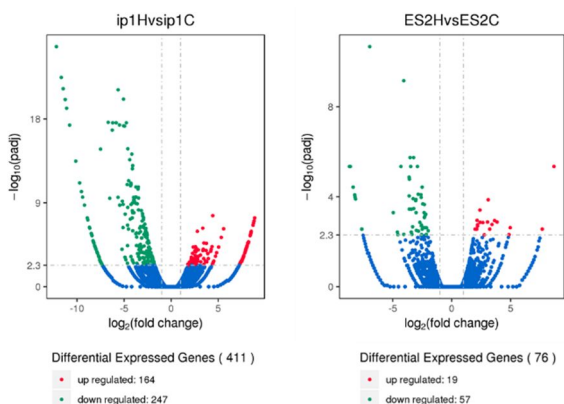 ip1Hvsip1C
−log₁₀(padj)
18
9
2.3
0
-10
-5
0
5
log₂(fold change)
Differential Expressed Genes ( 411 )
up regulated: 164
down regulated: 247
ES2HvsES2C
−log₁₀(padj)
8
4
2.3
0
-5
0
5
log₂(fold change)
Differential Expressed Genes ( 76 )
up regulated: 19
down regulated: 57